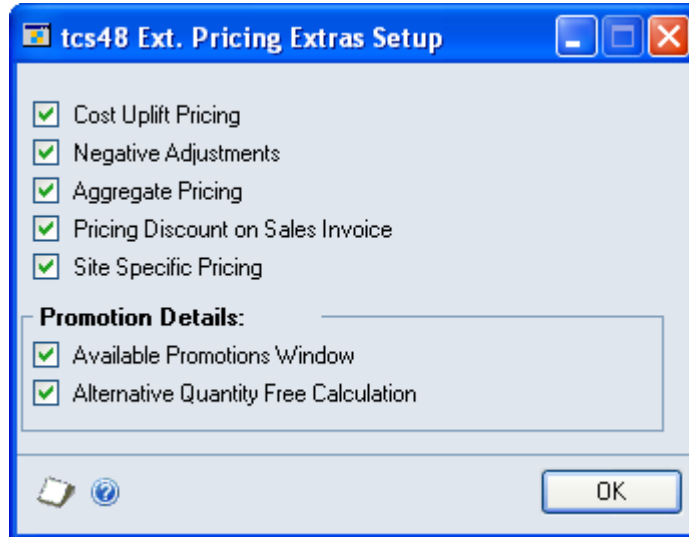 tcs48 Ext. Pricing Extras Setup
Cost Uplift Pricing
Negative Adjustments
Aggregate Pricing
Pricing Discount on Sales Invoice
Site Specific Pricing
Promotion Details:
Available Promotions Window
Alternative Quantity Free Calculation
OK